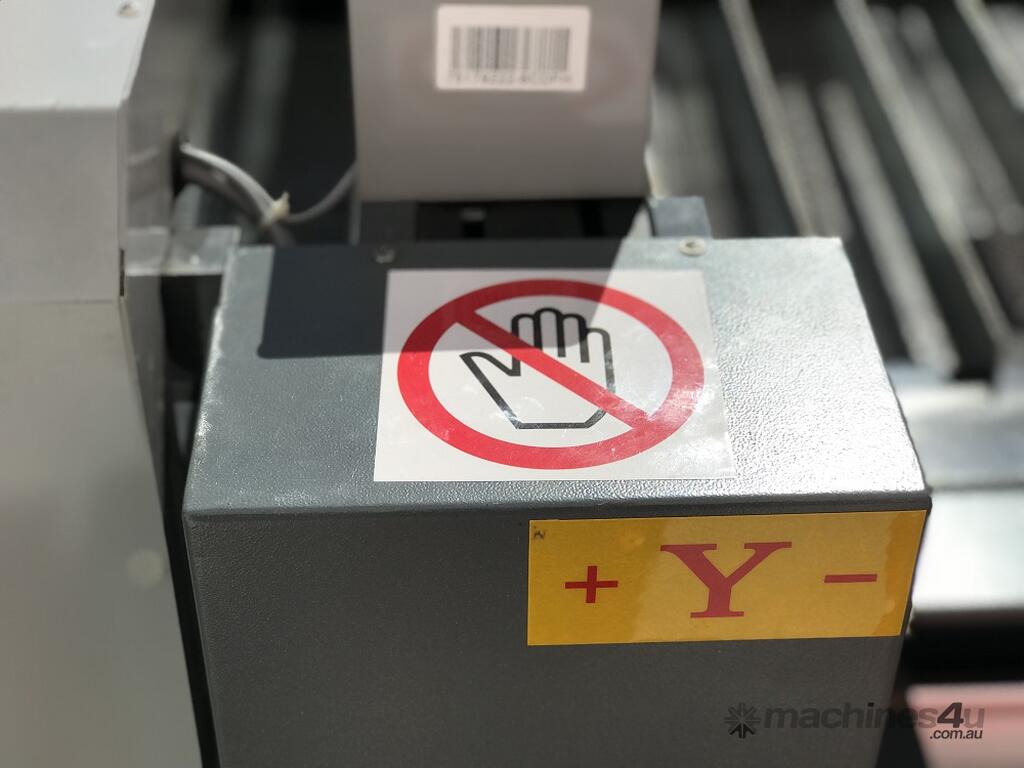 + Y −
machines4u
.com.au